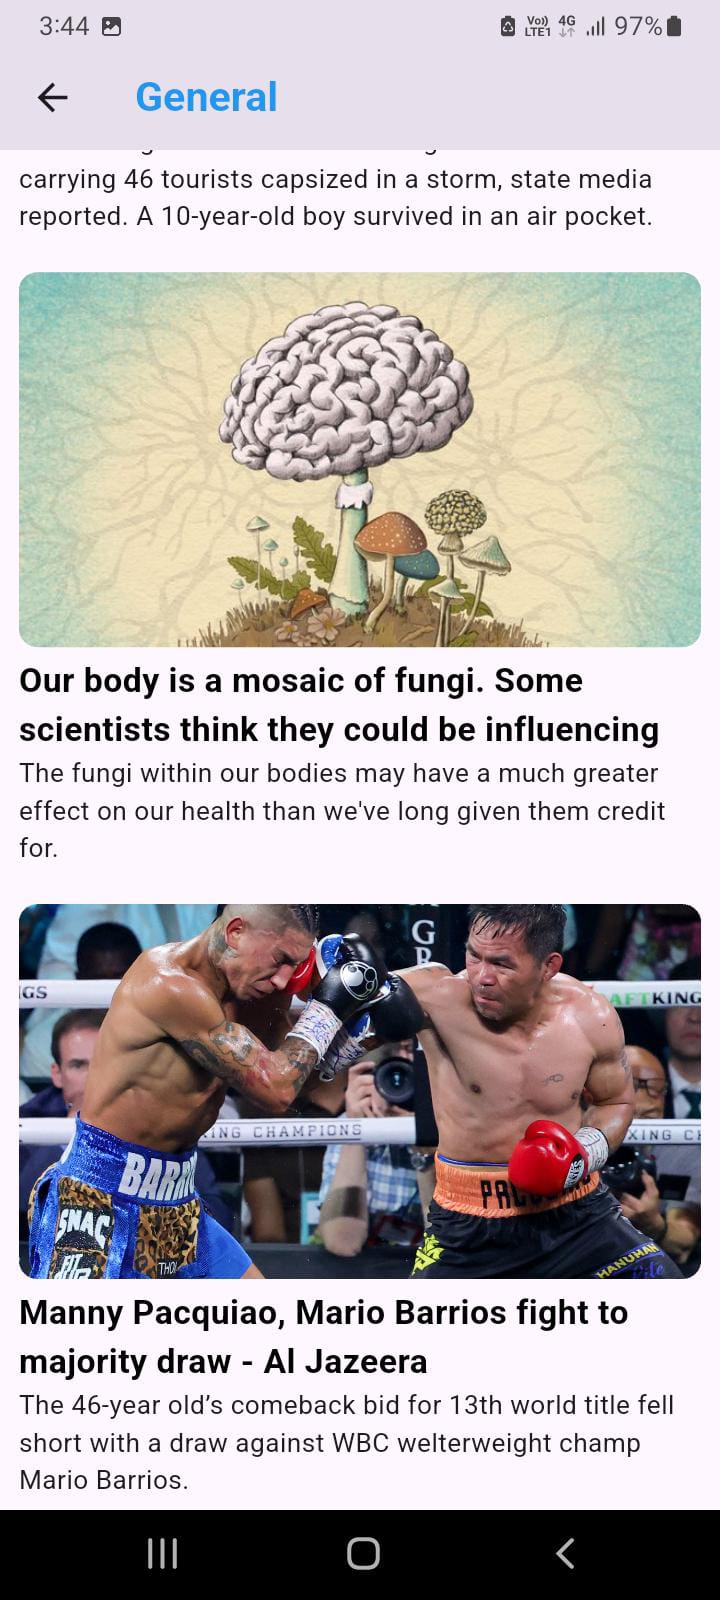 3:44
Vo))
LTE1
4G
97%
General
carrying 46 tourists capsized in a storm, state media
reported. A 10-year-old boy survived in an air pocket.
Our body is a mosaic of fungi. Some
scientists think they could be influencing
The fungi within our bodies may have a much greater
effect on our health than we've long given them credit
for.
GS
G
R
AFTKING
ING CHAMPIONS
XING CH
BARR
SNAC
THO
HANUMAN
Manny Pacquiao, Mario Barrios fight to
majority draw - Al Jazeera
The 46-year old’s comeback bid for 13th world title fell
short with a draw against WBC welterweight champ
Mario Barrios.